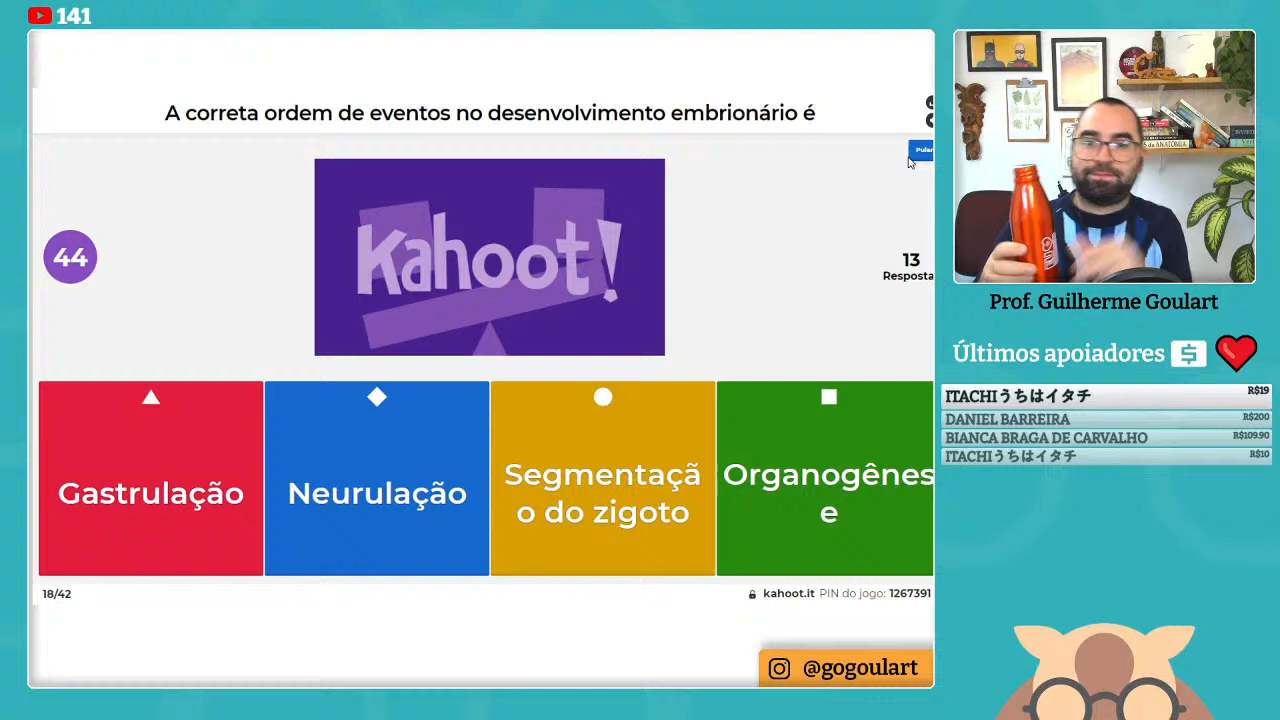 141
A correta ordem de eventos no desenvolvimento embrionário é
Pular
44
Kahoot!
13
Resposta
Gastrulação
Neurulação
Segmentaçã
o do zigoto
Organogênes
e
18/42
kahoot.it PIN do jogo: 1267391
@gogoulart
Prof. Guilherme Goulart
Últimos apoiadores
ITACHIうちはイタチ R$19
DANIEL BARREIRA R$200
BIANCA BRAGA DE CARVALHO R$109.90
ITACHIうちはイタチ R$10